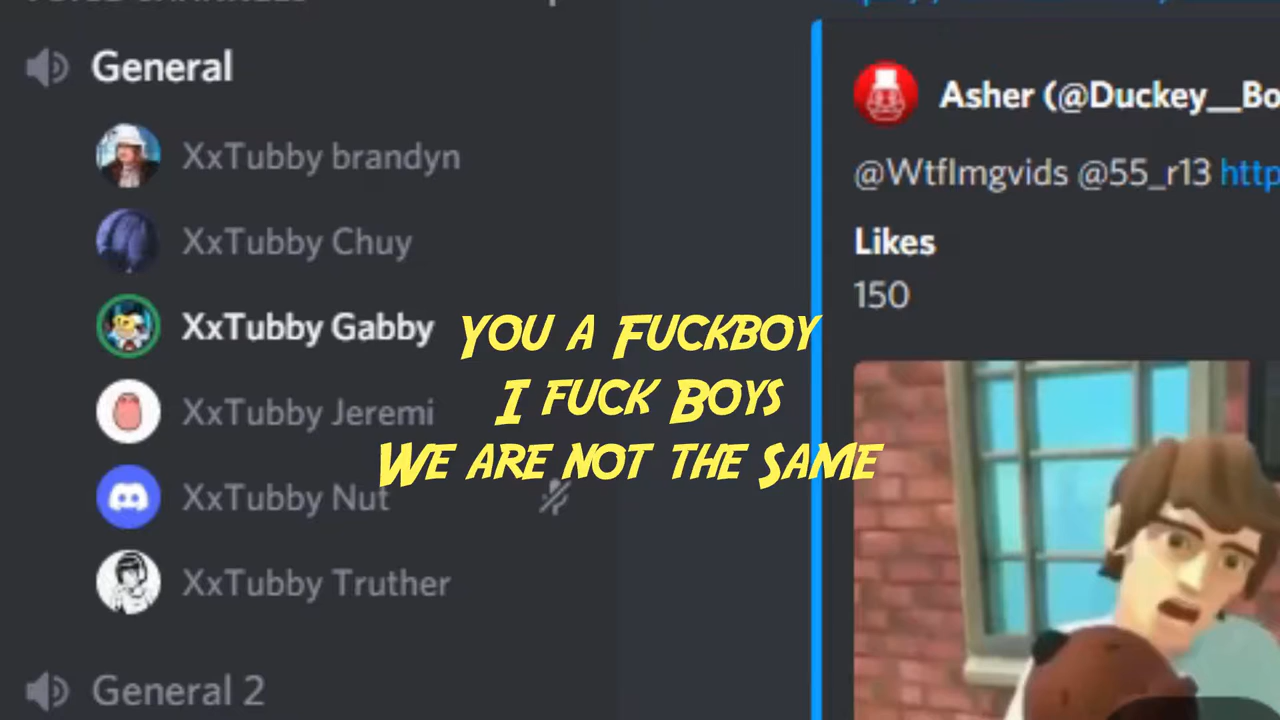 General
XxTubby brandyn
XxTubby Chuy
XxTubby Gabby
XxTubby Jeremi
XxTubby Nut
XxTubby Truther
General 2
You a Fuckboy
I fuck Boys
We are not the Same
Asher (@Duckey__Bo
@WtfImgvids @55_r13 http
Likes
150